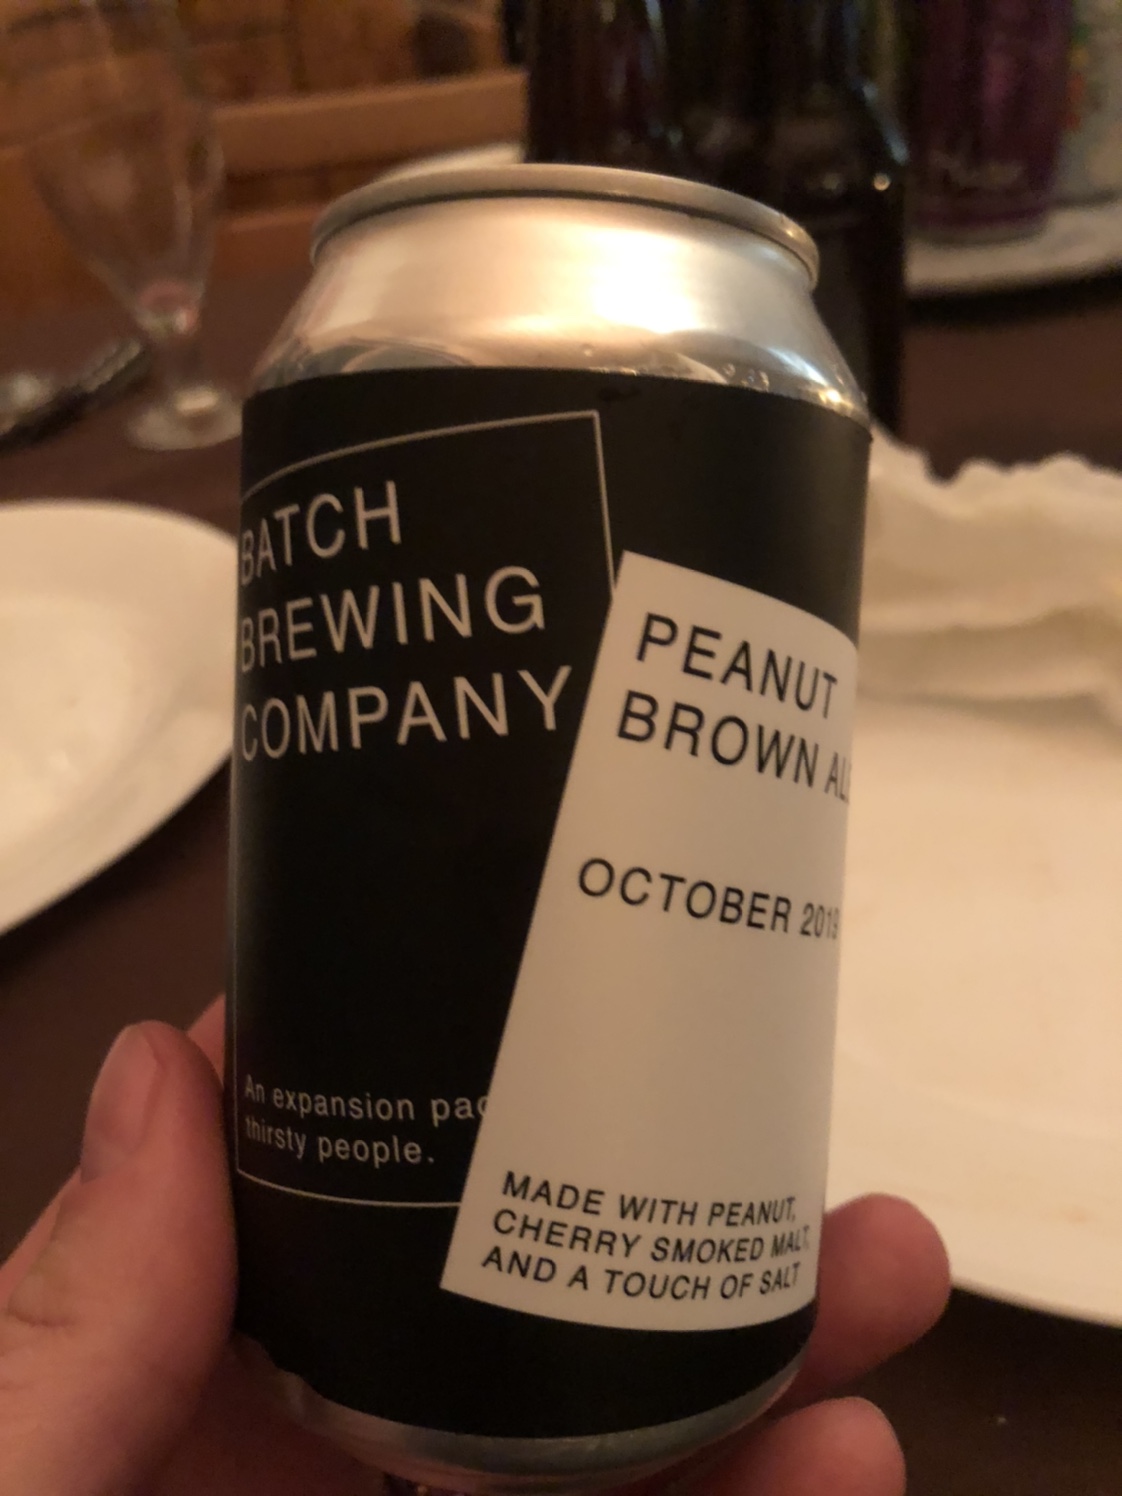 BATCH
BREWING
COMPANY
An expansion
thirsty people.
PEANUT
BROWN
OCTOBER 2019
MADE WITH PEANUT,
CHERRY SMOKED MALT,
AND A TOUCH OF SALT